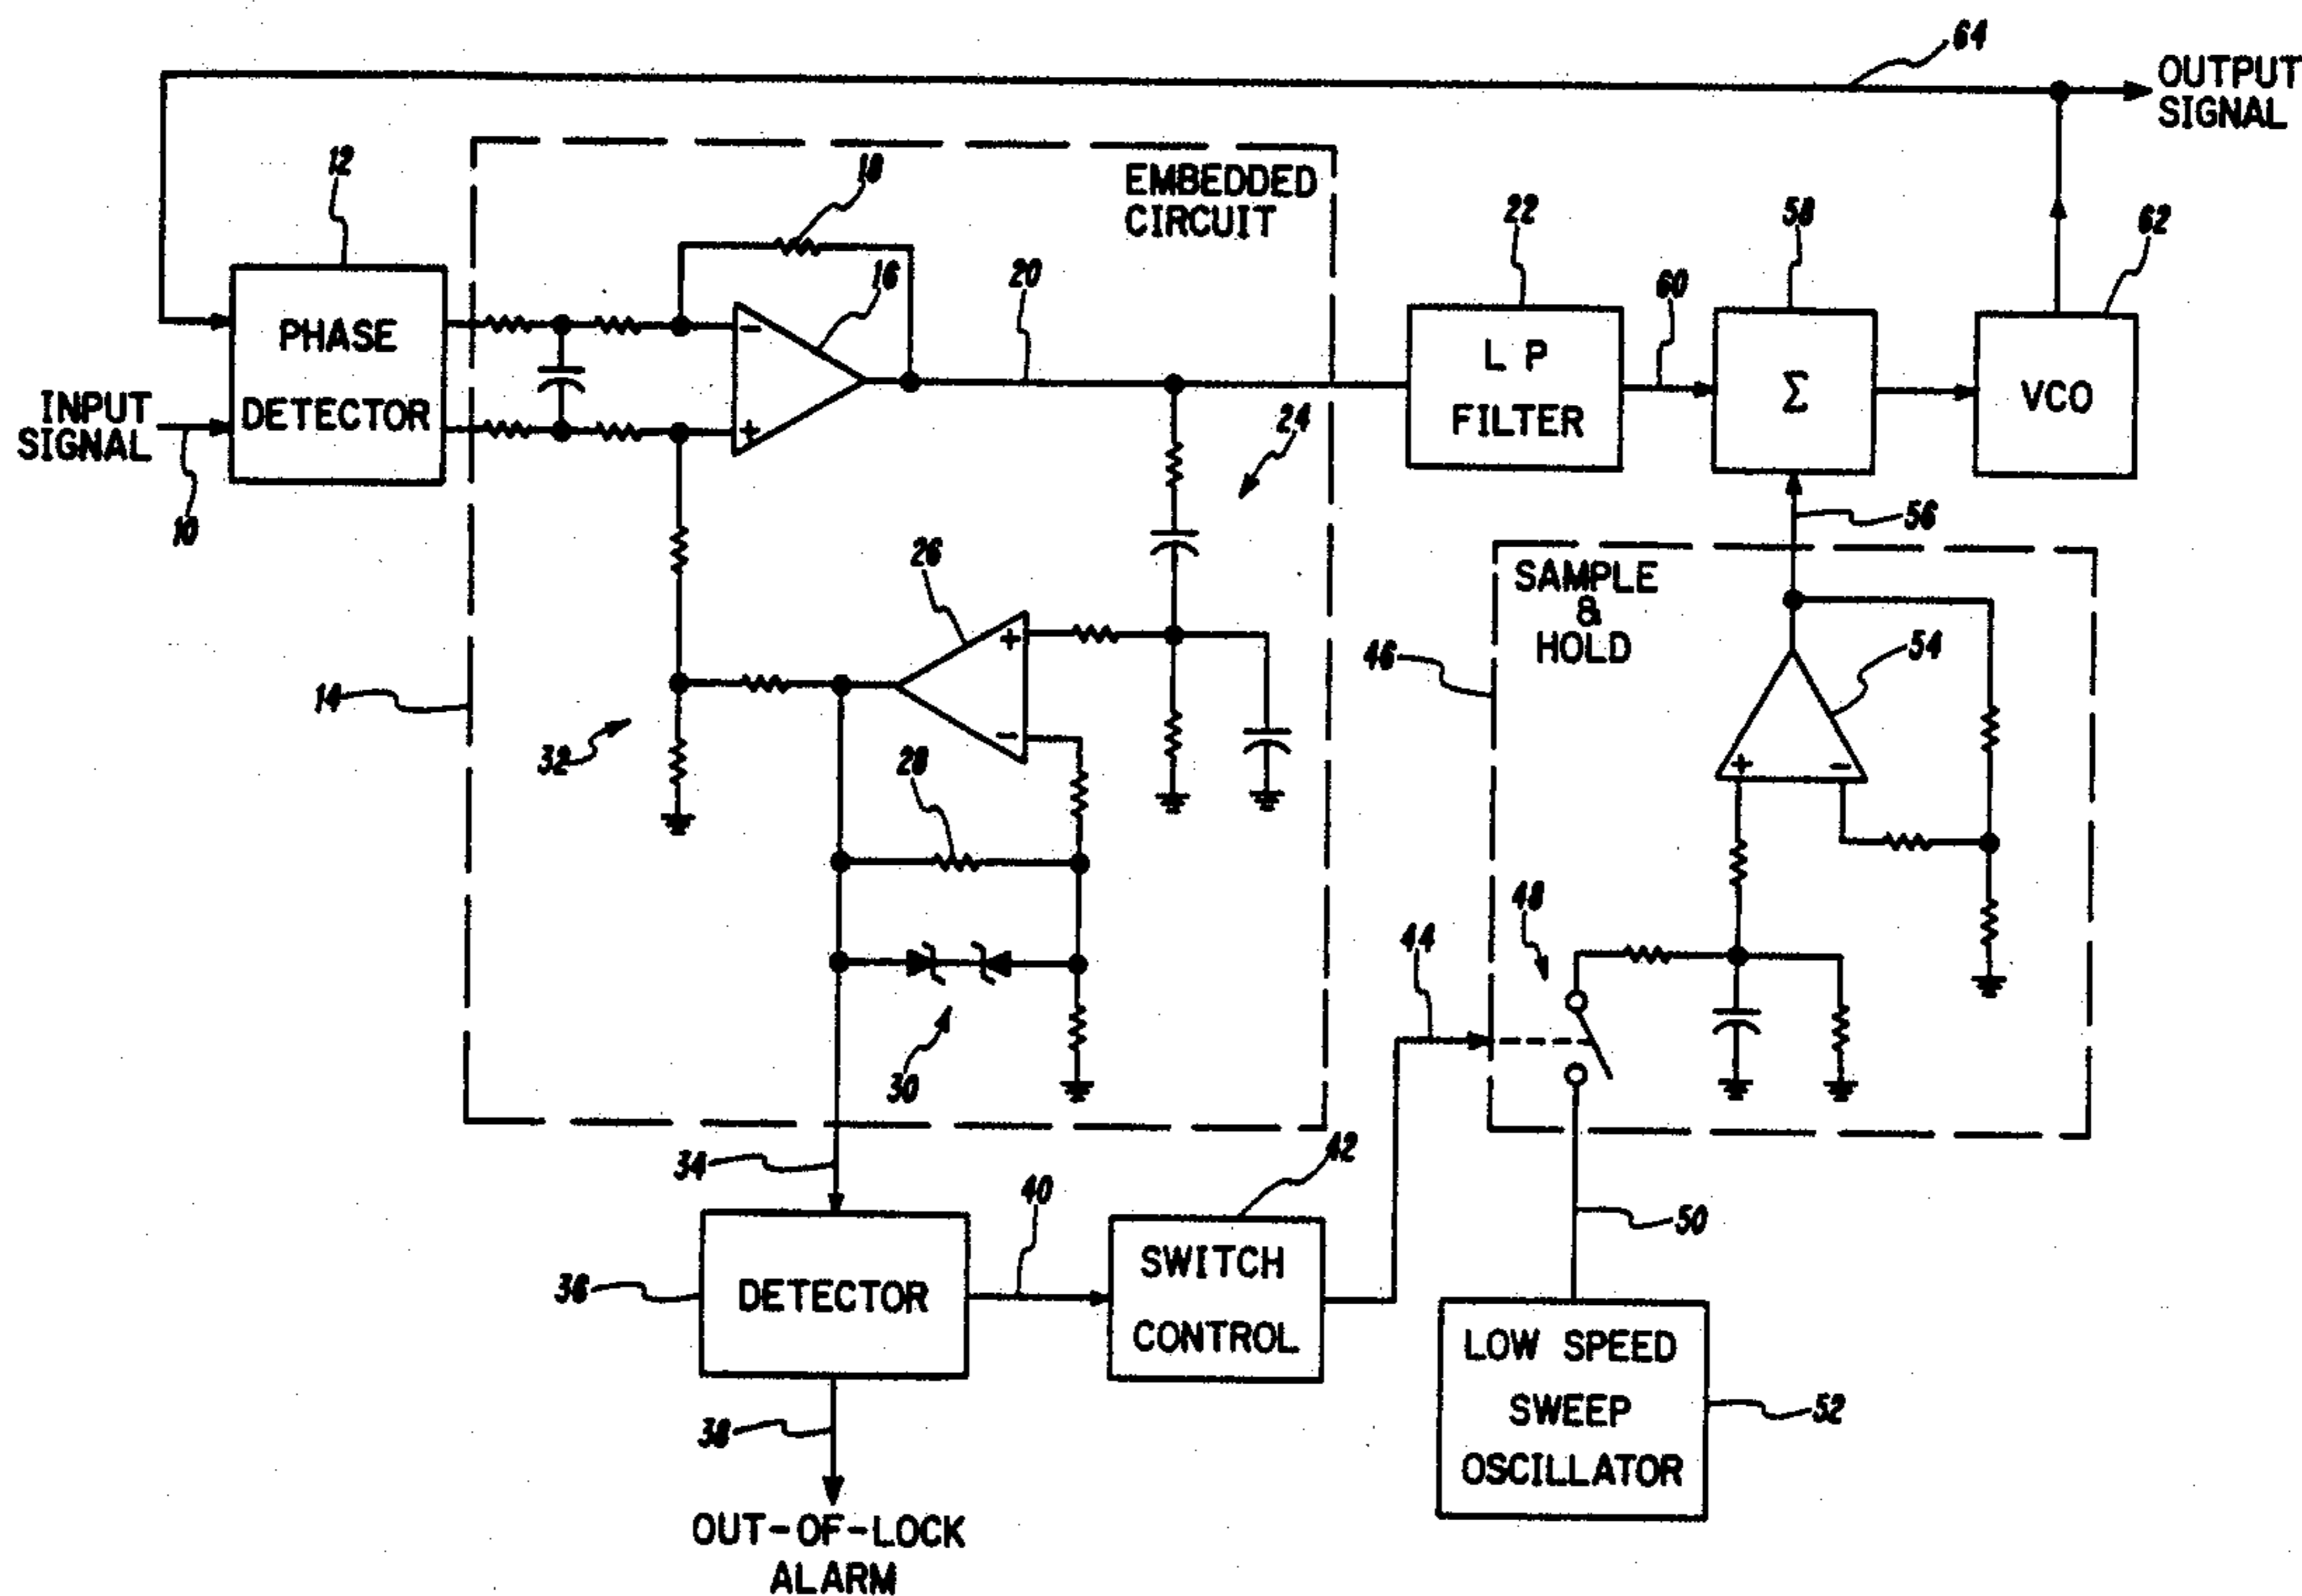 64
OUTPUT
SIGNAL
12
18
EMBEDDED
CIRCUIT
16
20
22
58
62
60
PHASE
DETECTOR
-
+
L P
FILTER
Σ
VCO
INPUT
SIGNAL
10
24
56
26
SAMPLE
&
HOLD
46
54
14
+
-
32
28
+ -
48
44
30
34
42
40
50
36
DETECTOR
SWITCH
CONTROL
LOW SPEED
SWEEP
OSCILLATOR
52
38
OUT-OF-LOCK
ALARM